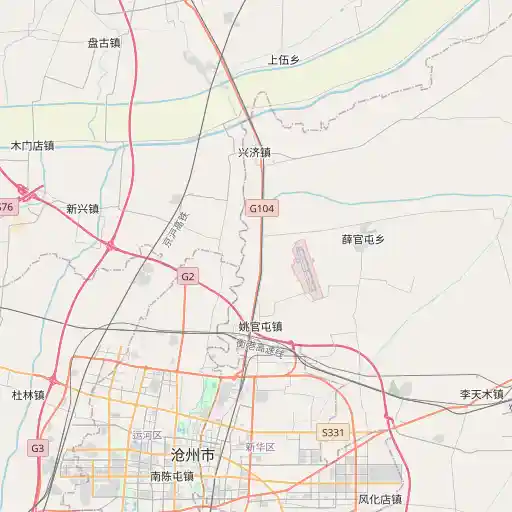 盘古镇
上伍乡
木门店镇
兴济镇
G76
新兴镇
G104
京沪高铁
薛官屯乡
G2
姚官屯镇
衡老高速线
杜林镇
李天木镇
运河区
S331
G3
新华区
沧州市
南陈屯镇
风化店镇